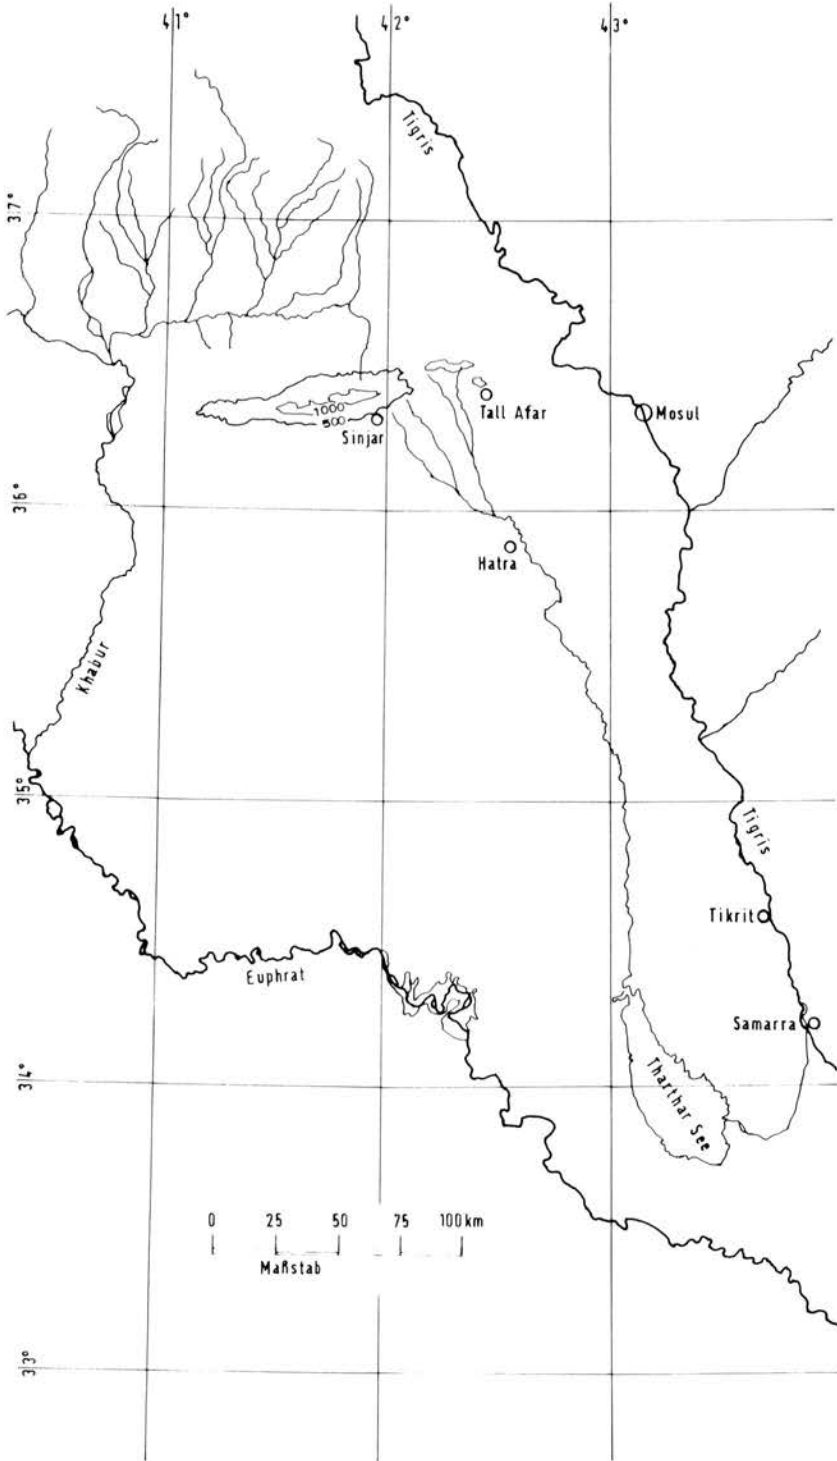 41°
42°
43°
Tigris
37°
1000
500
Sinjar
Tall Afar
Mosul
36°
Hatra
Khabur
35°
Tigris
Tikrit
Euphrat
Samarra
34°
Tharthar See
0 25 50 75 100 km
Maßstab
33°